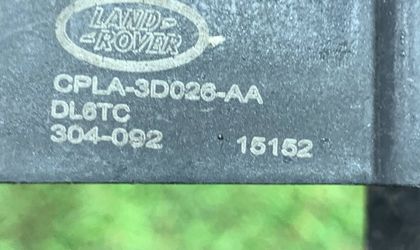 LAND-
-ROVER
CPLA-3D026-AA
DL6TC
304-092 15152